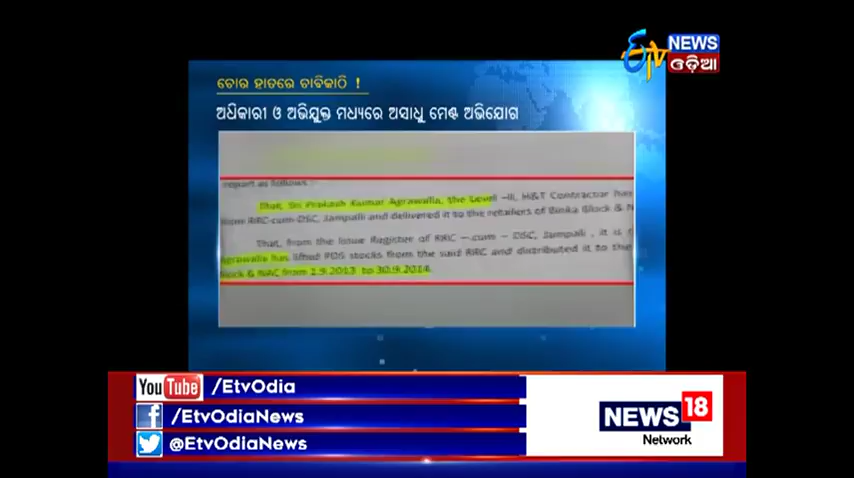 Etv NEWS
ଓଡ଼ିଆ
ଚୋର ହାତରେ ଚାବିକାଠି !
ଅଧିକାରୀ ଓ ଅଭିଯୁକ୍ତ ମଧ୍ୟରେ ଅସାଧୁ ମେଣ୍ଟ ଅଭିଯୋଗ
report as follows :-
That, Sri Prakash Kumar Agrawalla, the Level –II, H&T Contractor has
from RRC-cum-DSC, Jampalli and delivered it to the retailers of Binka Block & N
That, from the Issue Register of RRC –.cum – DSC, Jampali , it is f
Agrawalla has lifted PDS stocks from the said RRC and distributed it to the
Block & NAC from 1.9.2013 to 30.9.2014.
YouTube /EtvOdia
f /EtvOdiaNews
@EtvOdiaNews
NEWS 18
Network